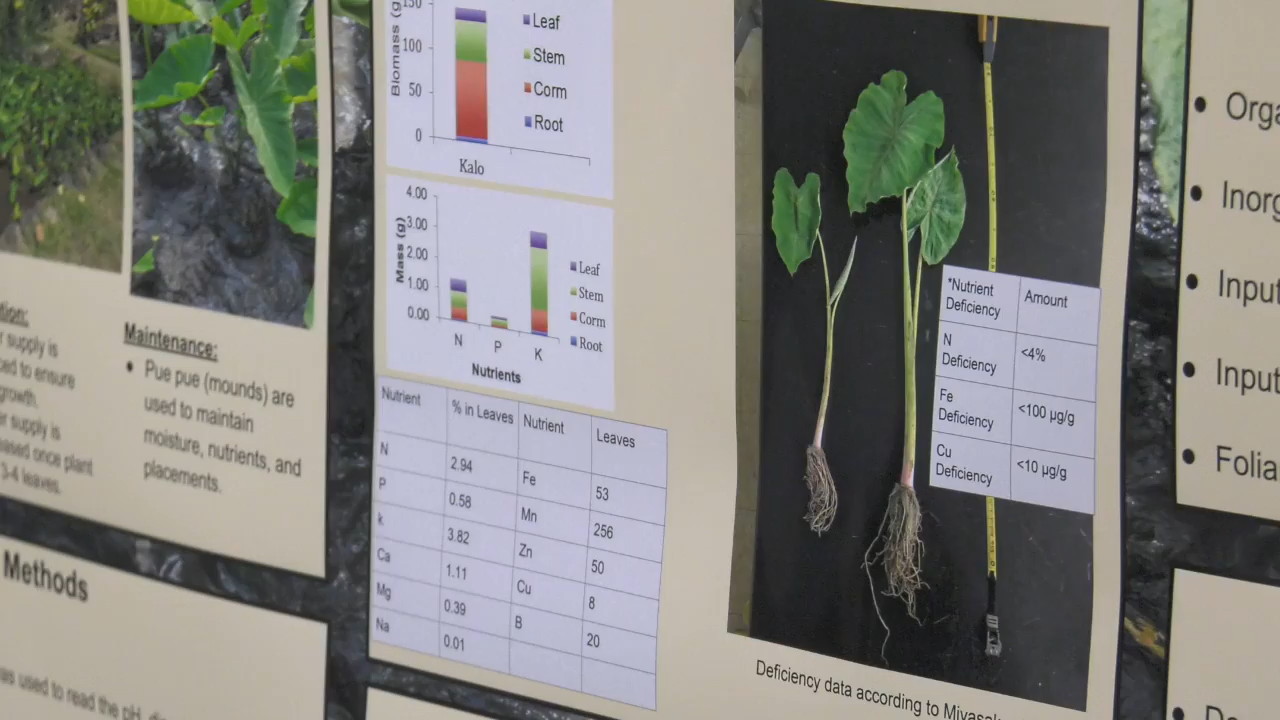 tion:
r supply is
ced to ensure
growth.
r supply is
eased once plant
3-4 leaves.
Maintenance:
• Pue pue (mounds) are
used to maintain
moisture, nutrients, and
placements.
Methods
as used to read the pH,
Biomass (g
150
100
50
0
Kalo
Leaf
Stem
Corm
Root
Mass (g)
4.00
3.00
2.00
1.00
0.00
N P K
Nutrients
Leaf
Stem
Corm
Root
Nutrient % in Leaves Nutrient Leaves
N 2.94 Fe 53
P 0.58 Mn 256
k 3.82 Zn 50
Ca 1.11 Cu 8
Mg 0.39 B 20
Na 0.01
*Nutrient Amount
Deficiency
N <4%
Deficiency
Fe <100 µg/g
Deficiency
Cu <10 µg/g
Deficiency
Deficiency data according to Miyasak
• Orga
• Inorg
• Input
• Input
• Folia